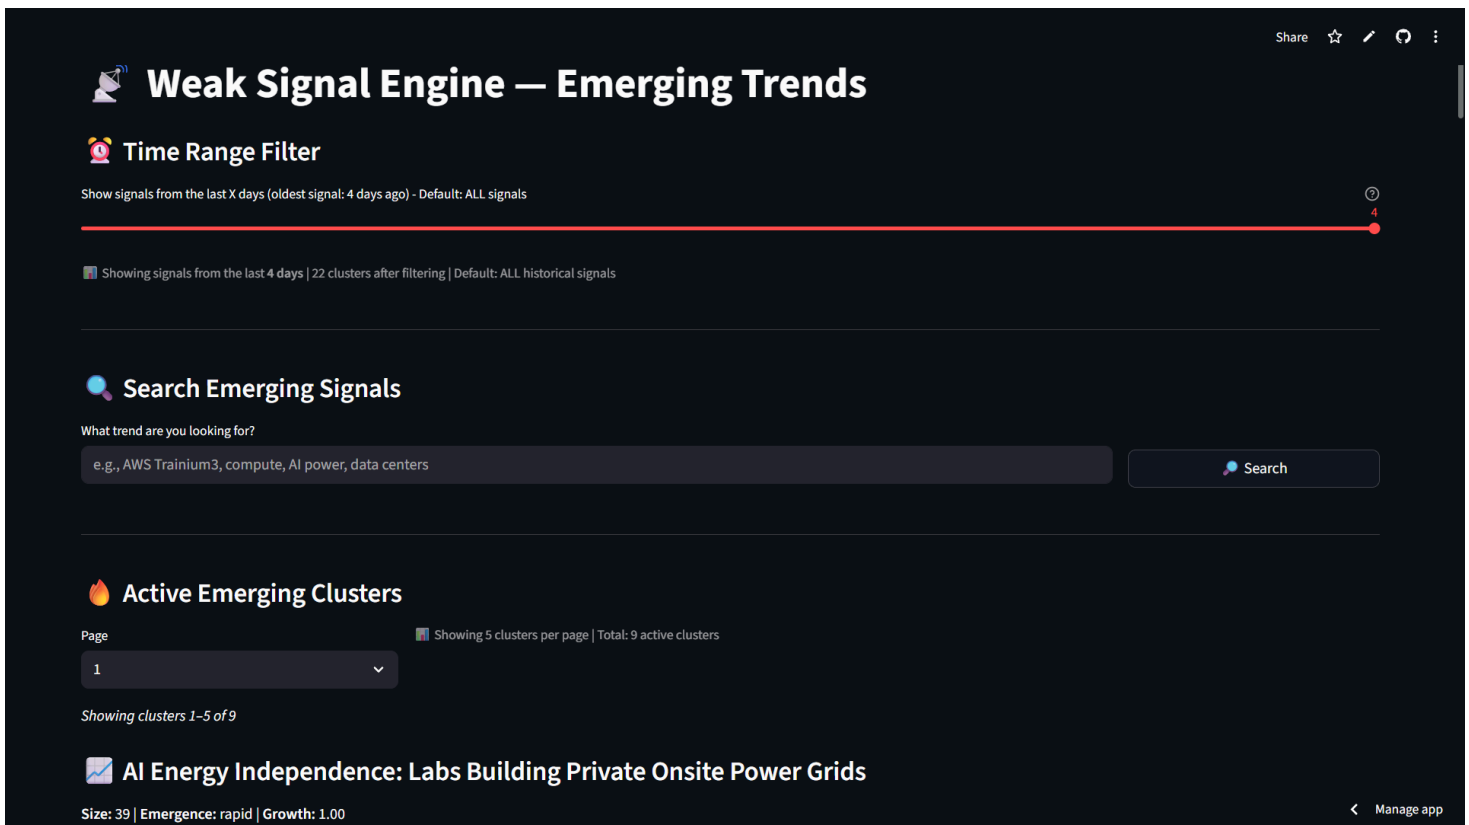 Share
Weak Signal Engine — Emerging Trends
Time Range Filter
Show signals from the last X days (oldest signal: 4 days ago) - Default: ALL signals
4
Showing signals from the last 4 days | 22 clusters after filtering | Default: ALL historical signals
Search Emerging Signals
What trend are you looking for?
e.g., AWS Trainium3, compute, AI power, data centers
Search
Active Emerging Clusters
Page
Showing 5 clusters per page | Total: 9 active clusters
1
Showing clusters 1–5 of 9
AI Energy Independence: Labs Building Private Onsite Power Grids
Size: 39 | Emergence: rapid | Growth: 1.00
Manage app